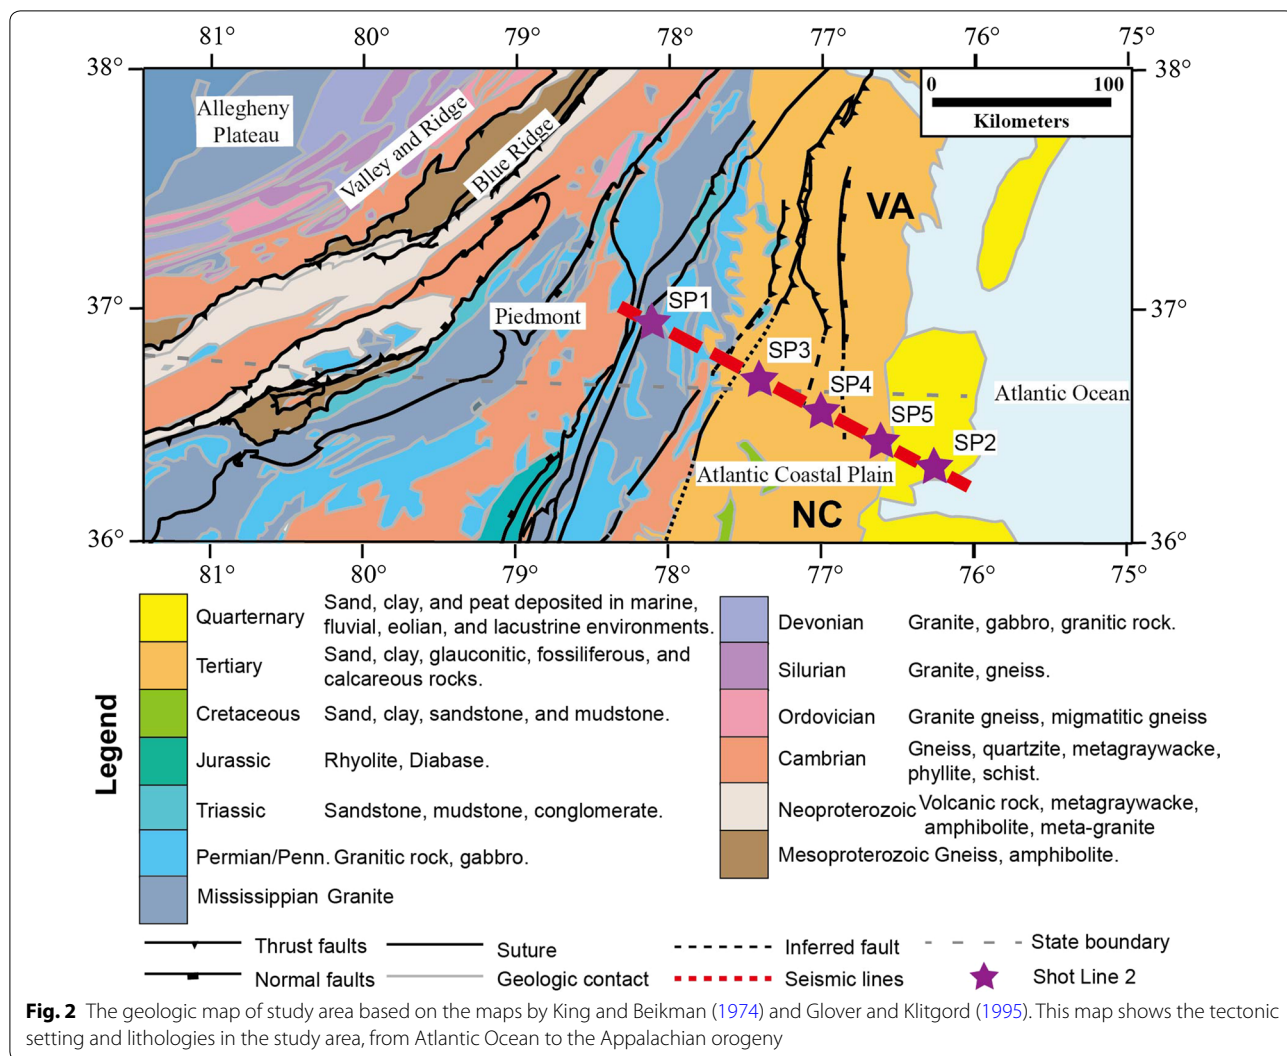 81° 80° 79° 78° 77° 76° 75°
38° 38°
0 100
Kilometers
Allegheny
Plateau
Valley and Ridge
Blue Ridge
VA
37° 37°
SP1
Piedmont
SP3
SP4
Atlantic Ocean
SP5
SP2
Atlantic Coastal Plain
NC
36° 36°
81° 80° 79° 78° 77° 76° 75°
Legend
Quarternary Sand, clay, and peat deposited in marine,
fluvial, eolian, and lacustrine environments.
Tertiary Sand, clay, glauconitic, fossiliferous, and
calcareous rocks.
Cretaceous Sand, clay, sandstone, and mudstone.
Jurassic Rhyolite, Diabase.
Triassic Sandstone, mudstone, conglomerate.
Permian/Penn. Granitic rock, gabbro.
Mississippian Granite
Devonian Granite, gabbro, granitic rock.
Silurian Granite, gneiss.
Ordovician Granite gneiss, migmatitic gneiss
Cambrian Gneiss, quartzite, metagraywacke,
phyllite, schist.
Neoproterozoic Volcanic rock, metagraywacke,
amphibolite, meta-granite
Mesoproterozoic Gneiss, amphibolite.
Thrust faults Suture Inferred fault State boundary
Normal faults Geologic contact Seismic lines Shot Line 2
Fig. 2 The geologic map of study area based on the maps by King and Beikman (1974) and Glover and Klitgord (1995). This map shows the tectonic
setting and lithologies in the study area, from Atlantic Ocean to the Appalachian orogeny